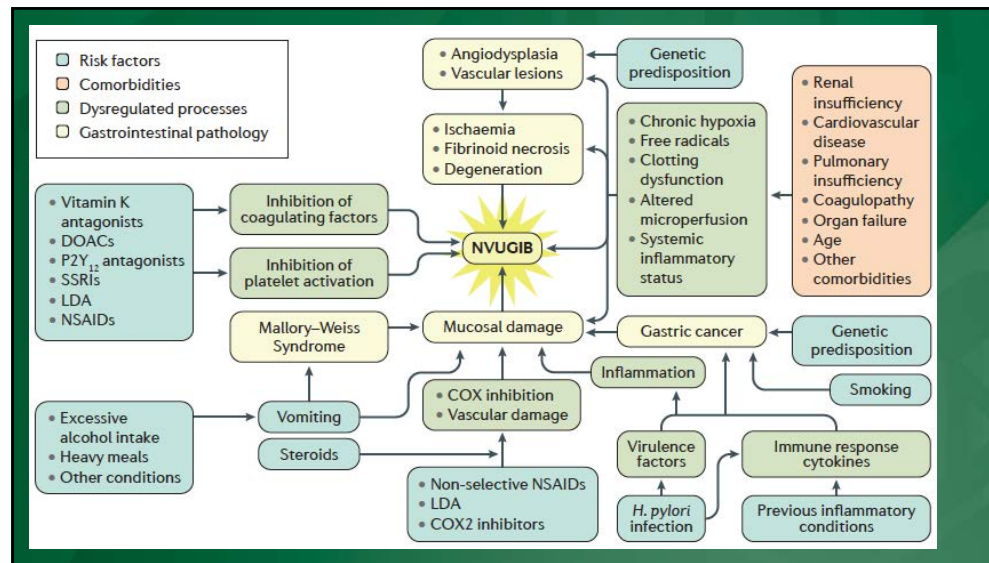 Risk factors
Comorbidities
Dysregulated processes
Gastrointestinal pathology
• Angiodysplasia
• Vascular lesions
Genetic
predisposition
• Ischaemia
• Fibrinoid necrosis
• Degeneration
• Chronic hypoxia
• Free radicals
• Clotting
dysfunction
• Altered
microperfusion
• Systemic
inflammatory
status
• Renal
insufficiency
• Cardiovascular
disease
• Pulmonary
insufficiency
• Coagulopathy
• Organ failure
• Age
• Other
comorbidities
• Vitamin K
antagonists
• DOACs
• P2Y12 antagonists
• SSRIs
• LDA
• NSAIDs
Inhibition of
coagulating factors
Inhibition of
platelet activation
NVUGIB
Mallory–Weiss
Syndrome
Mucosal damage
Gastric cancer
Genetic
predisposition
Smoking
Inflammation
• COX inhibition
• Vascular damage
• Excessive
alcohol intake
• Heavy meals
• Other conditions
Vomiting
Steroids
• Non-selective NSAIDs
• LDA
• COX2 inhibitors
Virulence
factors
Immune response
cytokines
H. pylori
infection
Previous inflammatory
conditions